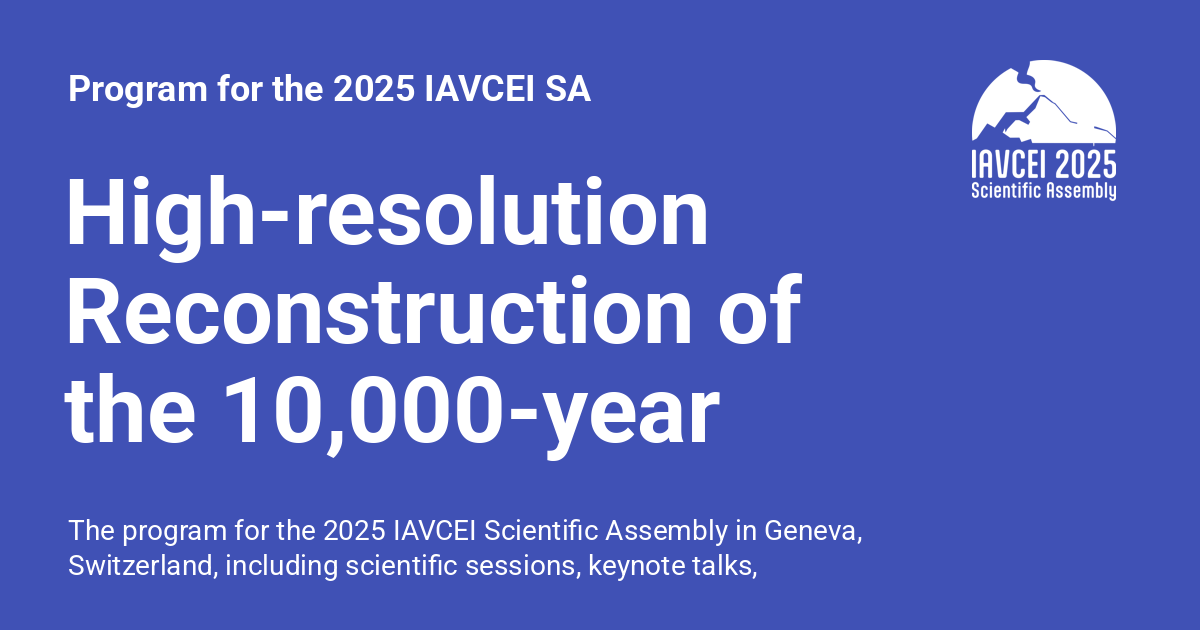 Program for the 2025 IAVCEI SA
IAVCEI 2025
Scientific Assembly
High-resolution
Reconstruction of
the 10,000-year
The program for the 2025 IAVCEI Scientific Assembly in Geneva,
Switzerland, including scientific sessions, keynote talks,